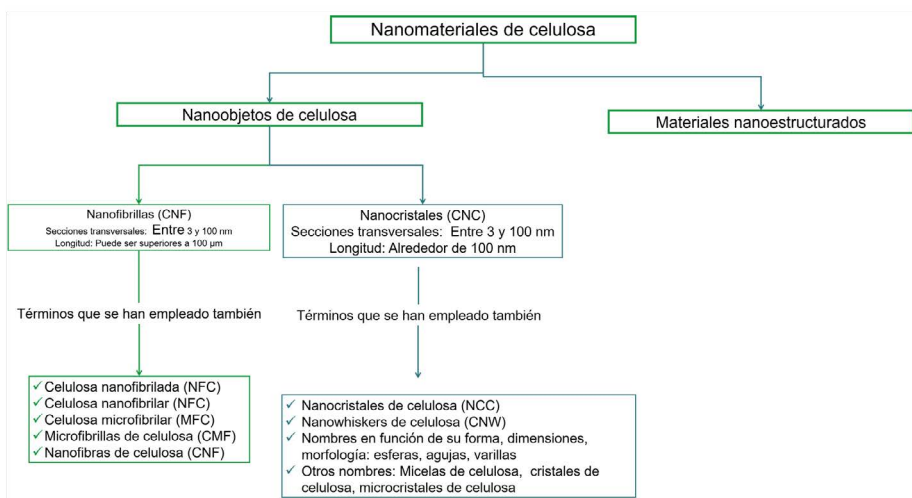 Nanomateriales de celulosa
Nanoobjetos de celulosa
Materiales nanoestructurados
Nanofibrillas (CNF)
Secciones transversales: Entre 3 y 100 nm
Longitud: Puede ser superiores a 100 µm
Nanocristales (CNC)
Secciones transversales: Entre 3 y 100 nm
Longitud: Alrededor de 100 nm
Términos que se han empleado también
Términos que se han empleado también
✓ Celulosa nanofibrilada (NFC)
✓ Celulosa nanofibrilar (NFC)
✓ Celulosa microfibrilar (MFC)
✓ Microfibrillas de celulosa (CMF)
✓ Nanofibras de celulosa (CNF)
✓ Nanocristales de celulosa (NCC)
✓ Nanowhiskers de celulosa (CNW)
✓ Nombres en función de su forma, dimensiones,
morfología: esferas, agujas, varillas
✓ Otros nombres: Micelas de celulosa, cristales de
celulosa, microcristales de celulosa